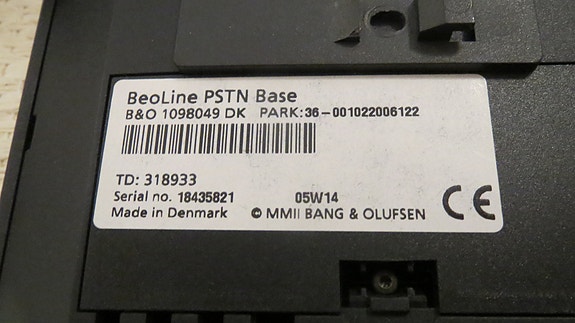 BeoLine PSTN Base
B&O 1098049 DK PARK:36-001022006122
TD: 318933
Serial no. 18435821 05W14
Made in Denmark © MMII BANG & OLUFSEN
CE